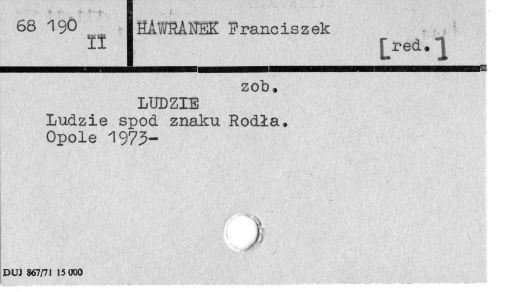 68 190
II
HAWRANEK Franciszek
[red.]
zob.
LUDZIE
Ludzie spod znaku Rodła.
Opole 1973-
DUJ 867/71 15 000